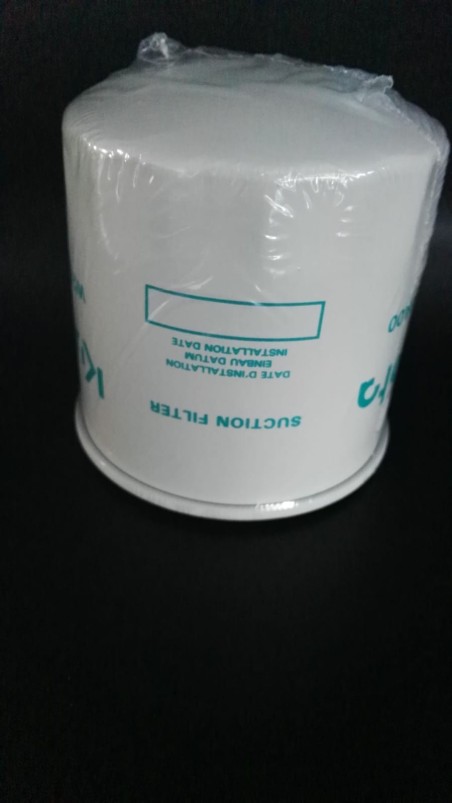 SUCTION FILTER
DATE D'INSTALLATION
EINBAU DATUM
INSTALLATION DATE